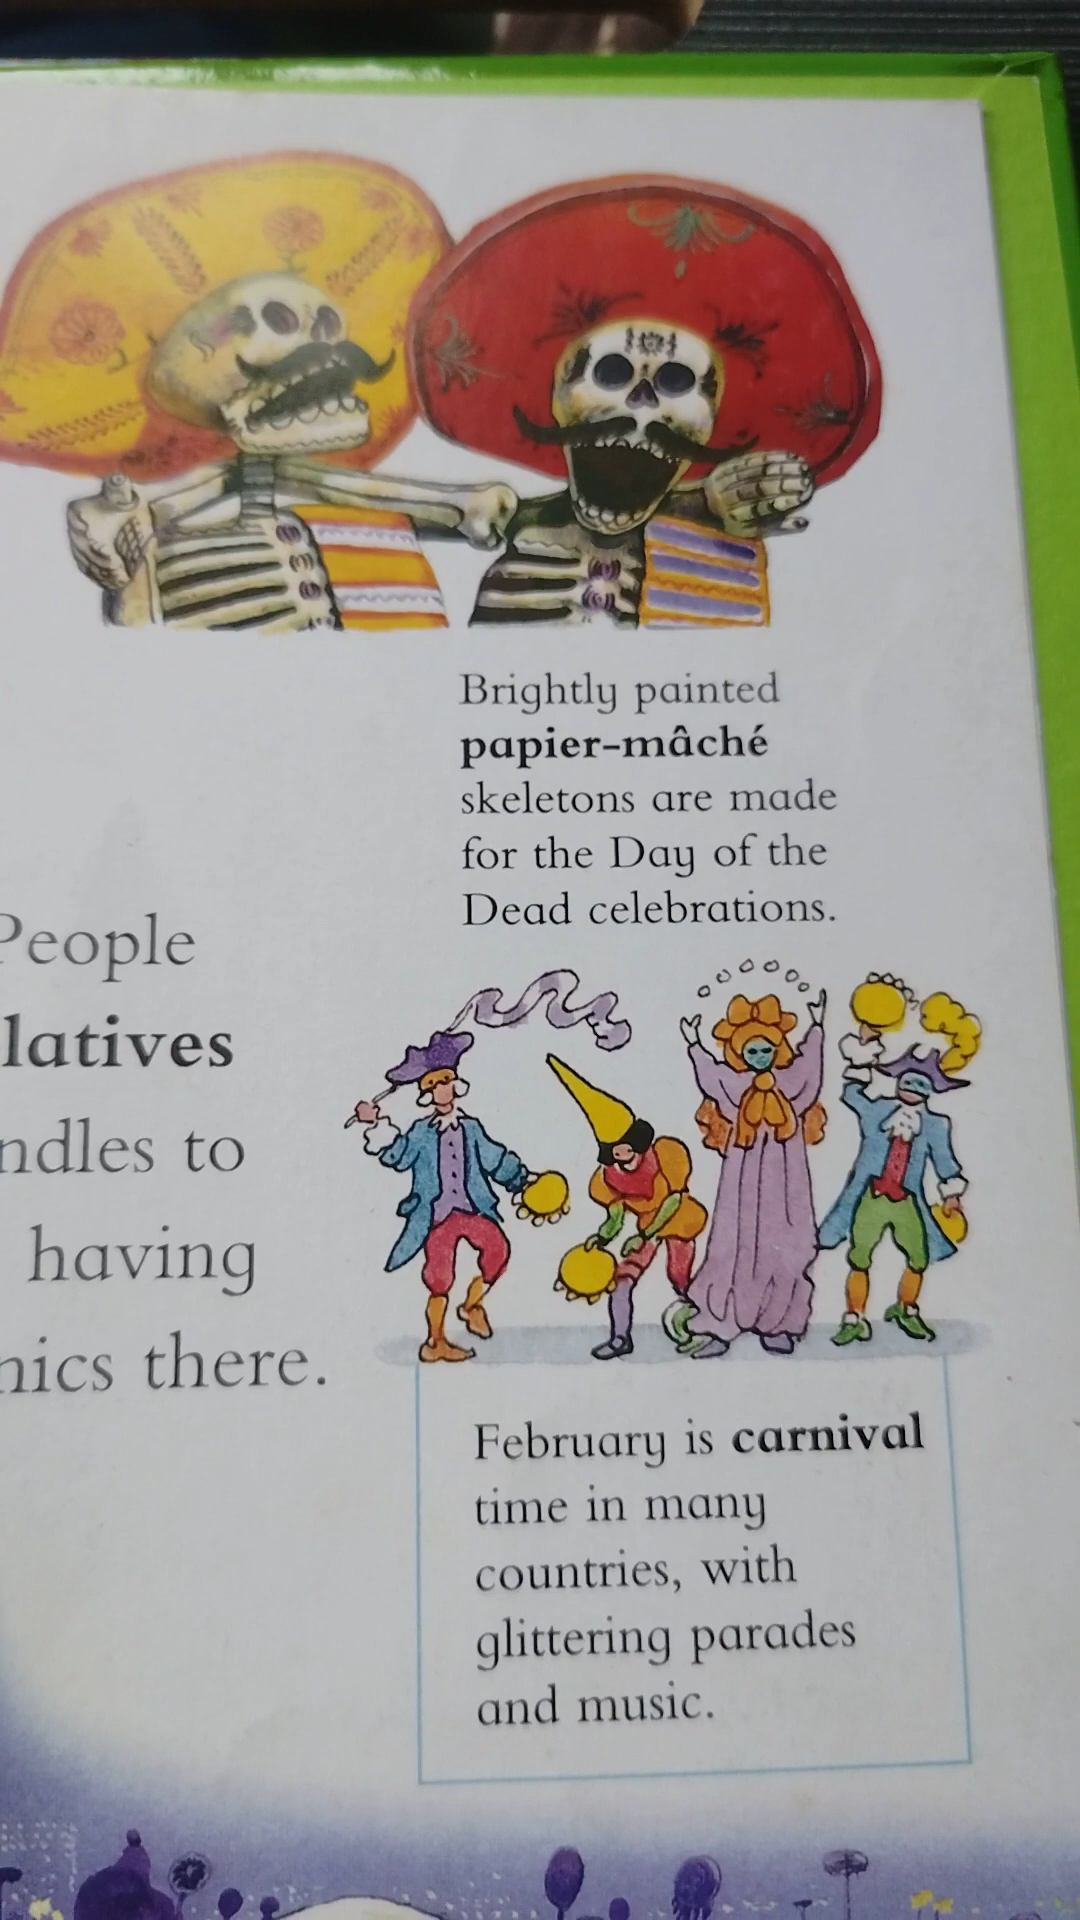 Brightly painted
papier-mâché
skeletons are made
for the Day of the
Dead celebrations.
People
latives
ndles to
having
nics there.
February is carnival
time in many
countries, with
glittering parades
and music.